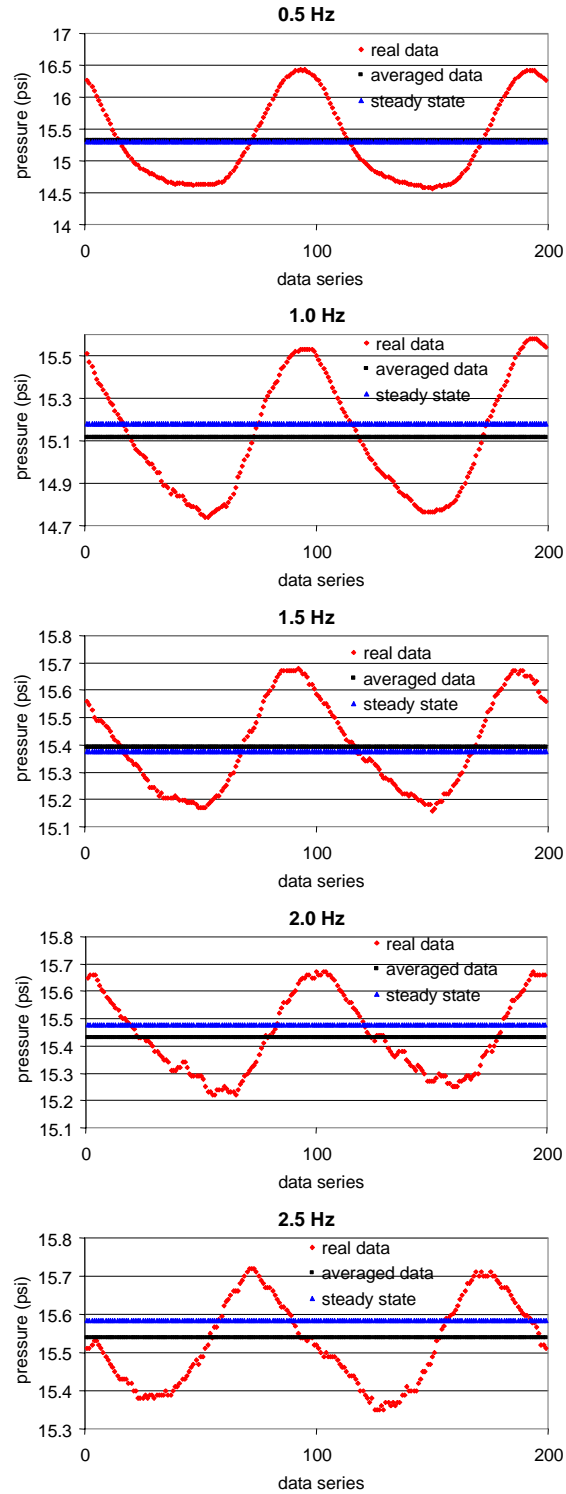 0.5 Hz
17
16.5
16
15.5
15
14.5
14
pressure (psi)
real data
averaged data
steady state
0
100
200
data series
1.0 Hz
15.5
15.3
15.1
14.9
14.7
pressure (psi)
real data
averaged data
steady state
0
100
200
data series
1.5 Hz
15.8
15.7
15.6
15.5
15.4
15.3
15.2
15.1
pressure (psi)
real data
averaged data
steady state
0
100
200
data series
2.0 Hz
15.8
15.7
15.6
15.5
15.4
15.3
15.2
15.1
pressure (psi)
real data
averaged data
steady state
0
100
200
data series
2.5 Hz
15.8
15.7
15.6
15.5
15.4
15.3
pressure (psi)
real data
averaged data
steady state
0
100
200
data series